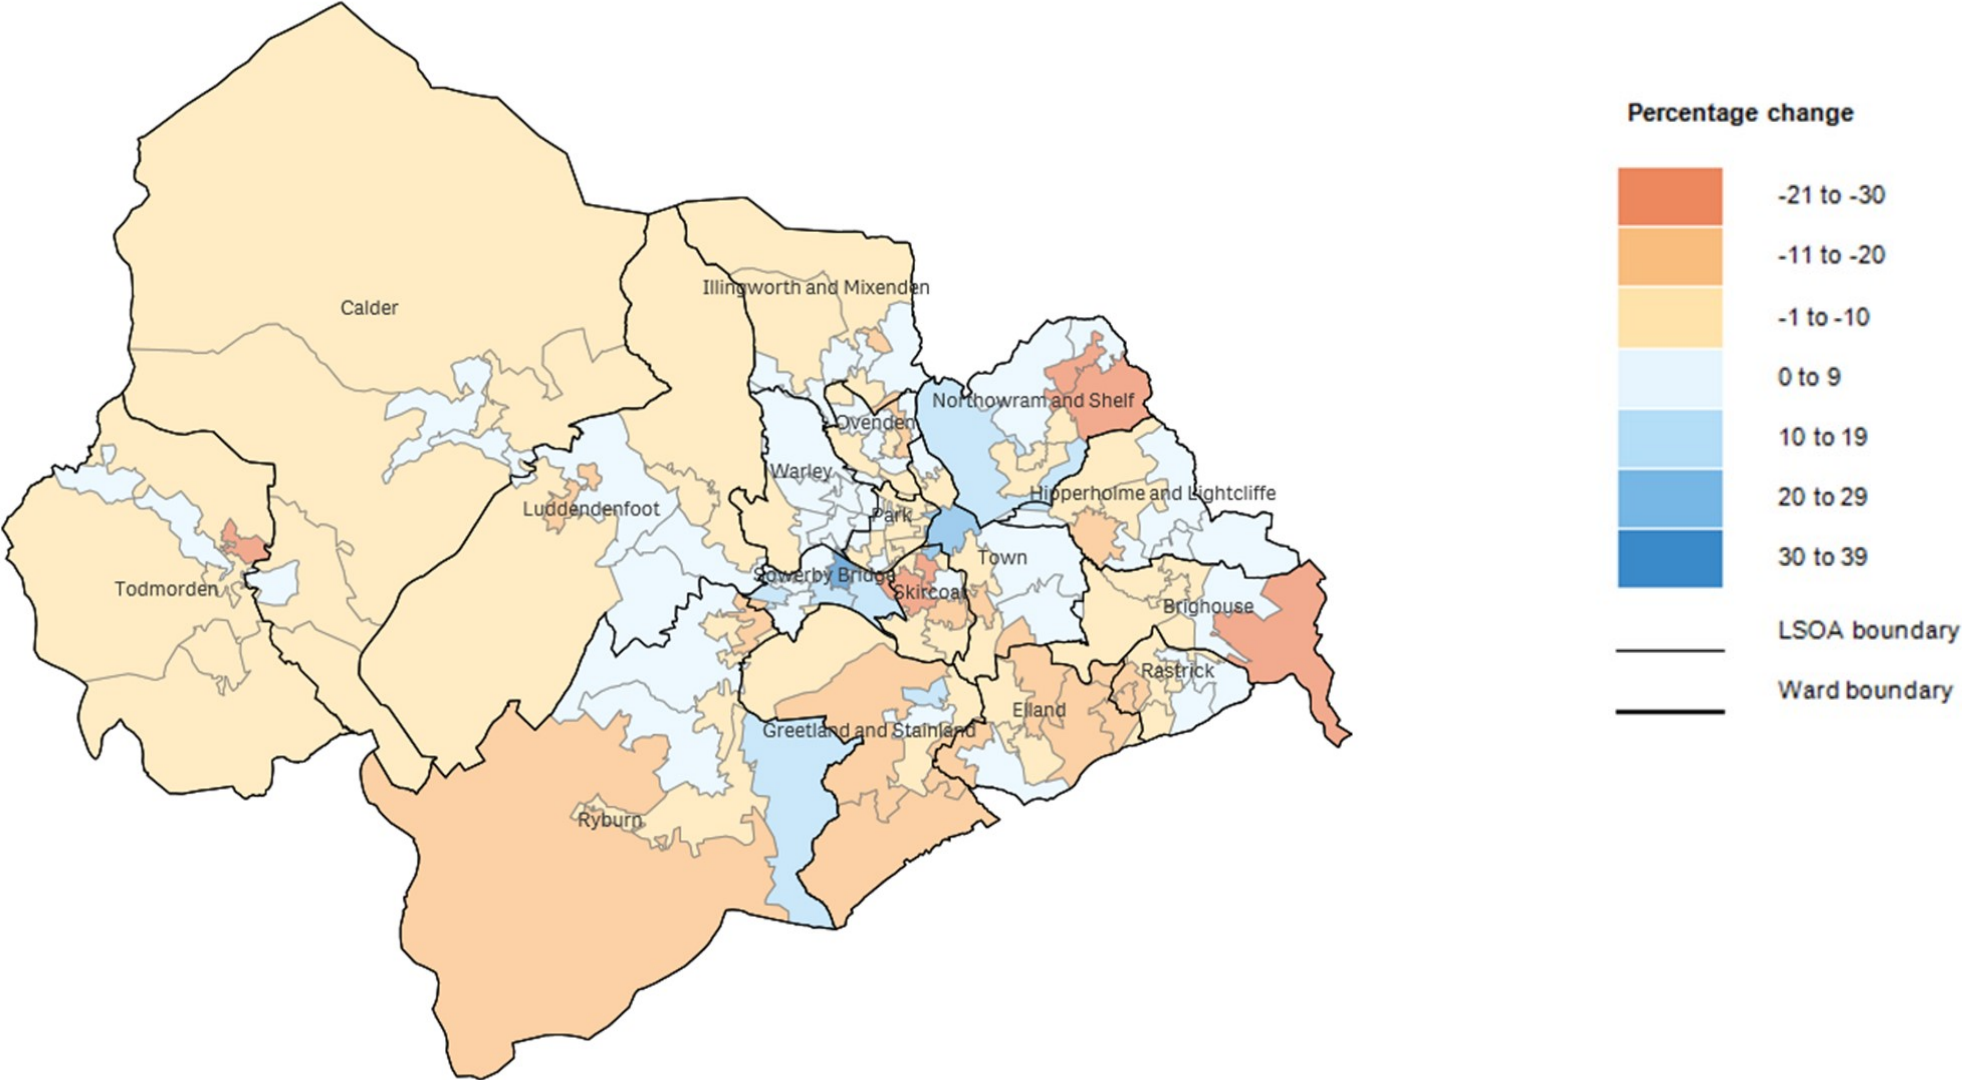 Percentage change
-21 to -30
-11 to -20
-1 to -10
0 to 9
10 to 19
20 to 29
30 to 39
LSOA boundary
Ward boundary
Illingworth and Mixenden
Calder
Northowram and Shelf
Ovenden
Warley
Hipperholme and Lightcliffe
Luddendenfoot
Park
Town
Sowerby Bridge
Todmorden
Skircoat
Brighouse
Rastrick
Elland
Greetland and Stainland
Ryburn